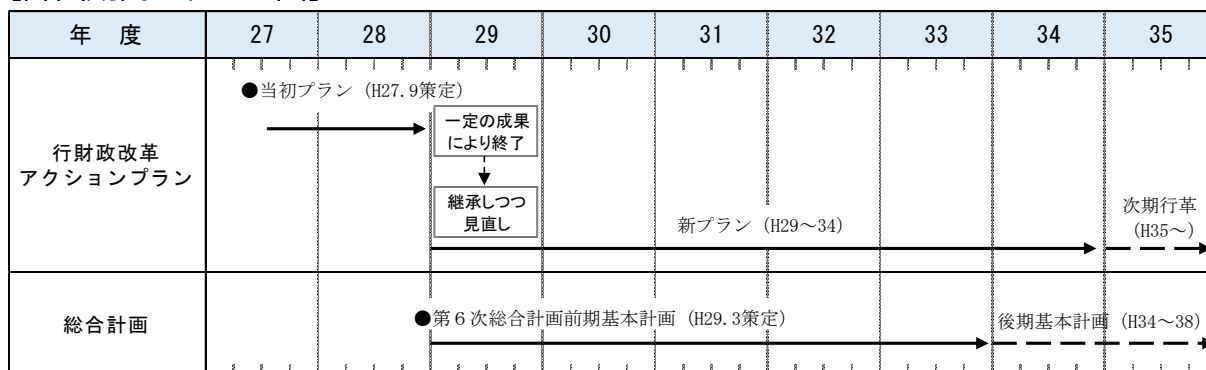 年 度 27 28 29 30 31 32 33 34 35
●当初プラン (H27.9策定)
一定の成果
により終了
行財政改革
アクションプラン
継承しつつ
見直し
新プラン (H29～34)
次期行革
(H35～)
総合計画
●第６次総合計画前期基本計画 (H29.3策定)
後期基本計画 (H34～38)